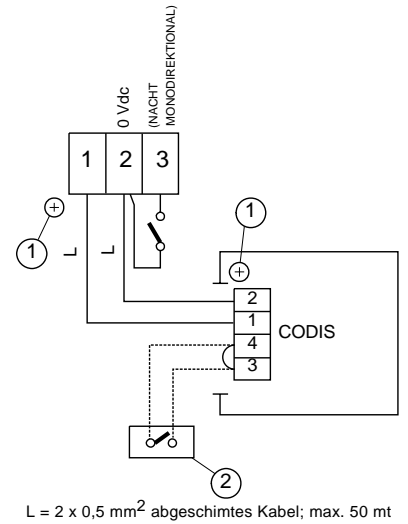 0 Vdc
(NACHT
MONODIREKTIONAL)
1 2 3
+
1
L
L
1
+
2
1
4
3
CODIS
2
L = 2 x 0,5 mm² abgeschimtes Kabel; max. 50 mt